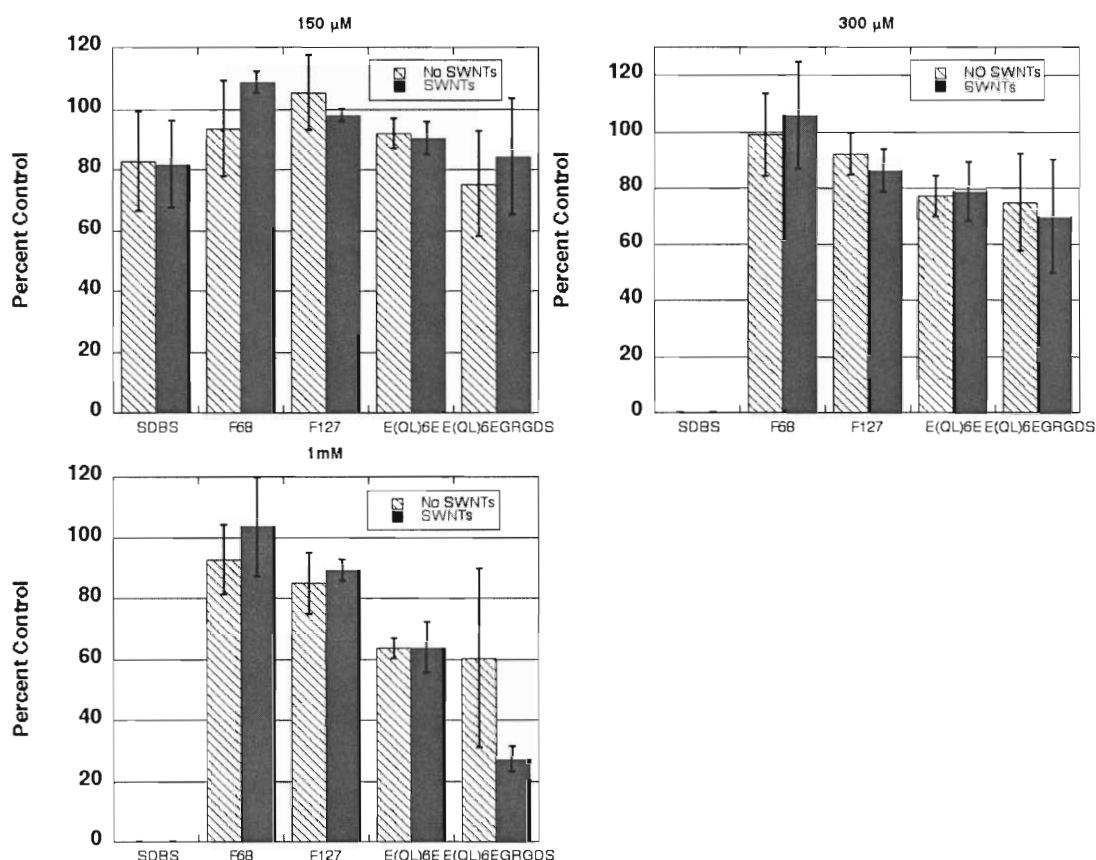 150 µM
Percent Control
120
100
80
60
40
20
0
No SWNTs
SWNTs
SDBS F68 F127 E(QL)6E E(QL)6EGRGDS
300 µM
Percent Control
120
100
80
60
40
20
0
NO SWNTs
SWNTs
SDBS F68 F127 E(QL)6E E(QL)6EGRGDS
1mM
Percent Control
120
100
80
60
40
20
0
No SWNTs
SWNTs
SDBS F68 F127 E(QL)6E E(QL)6EGRGDS